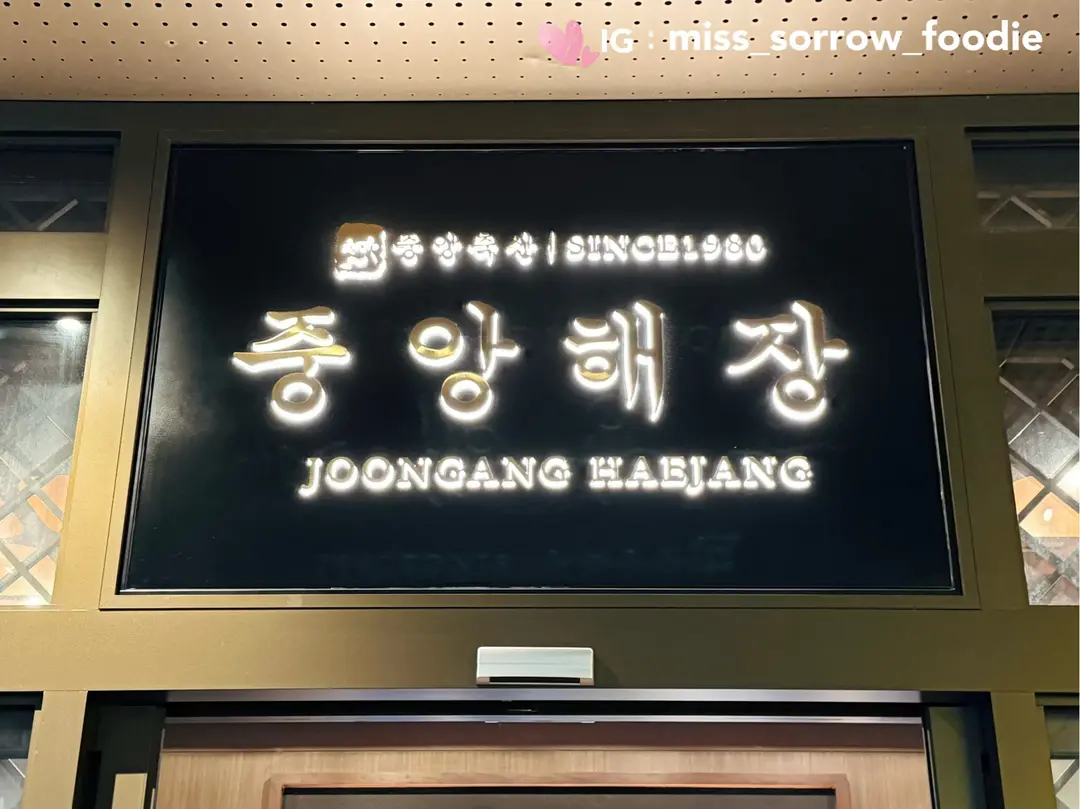 IG : miss_sorrow_foodie
중앙축산 | SINCE1980
중앙해장
JOONGANG HAEJANG